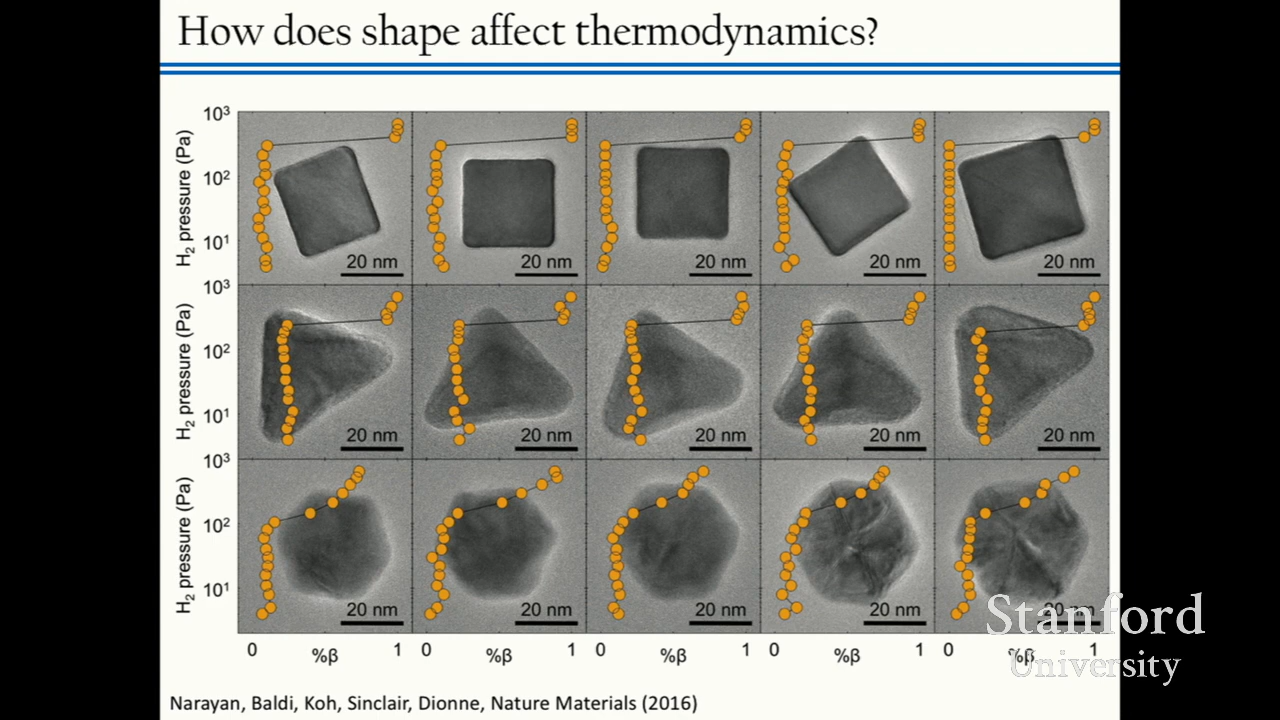 How does shape affect thermodynamics?
10³
10²
10¹
H₂ pressure (Pa)
20 nm
20 nm
20 nm
20 nm
20 nm
10³
10²
10¹
H₂ pressure (Pa)
20 nm
20 nm
20 nm
20 nm
20 nm
10³
10²
10¹
H₂ pressure (Pa)
20 nm
20 nm
20 nm
20 nm
20 nm
0 %β 1
0 %β 1
0 %β 1
0 %β 1
0 %β 1
Stanford
University
Narayan, Baldi, Koh, Sinclair, Dionne, Nature Materials (2016)